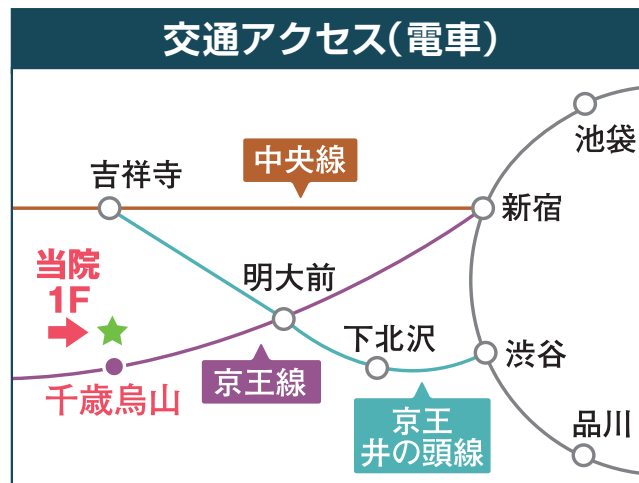 交通アクセス(電車)
池袋
中央線
吉祥寺
新宿
当院
1F
明大前
下北沢
渋谷
京王線
千歳烏山
京王
井の頭線
品川